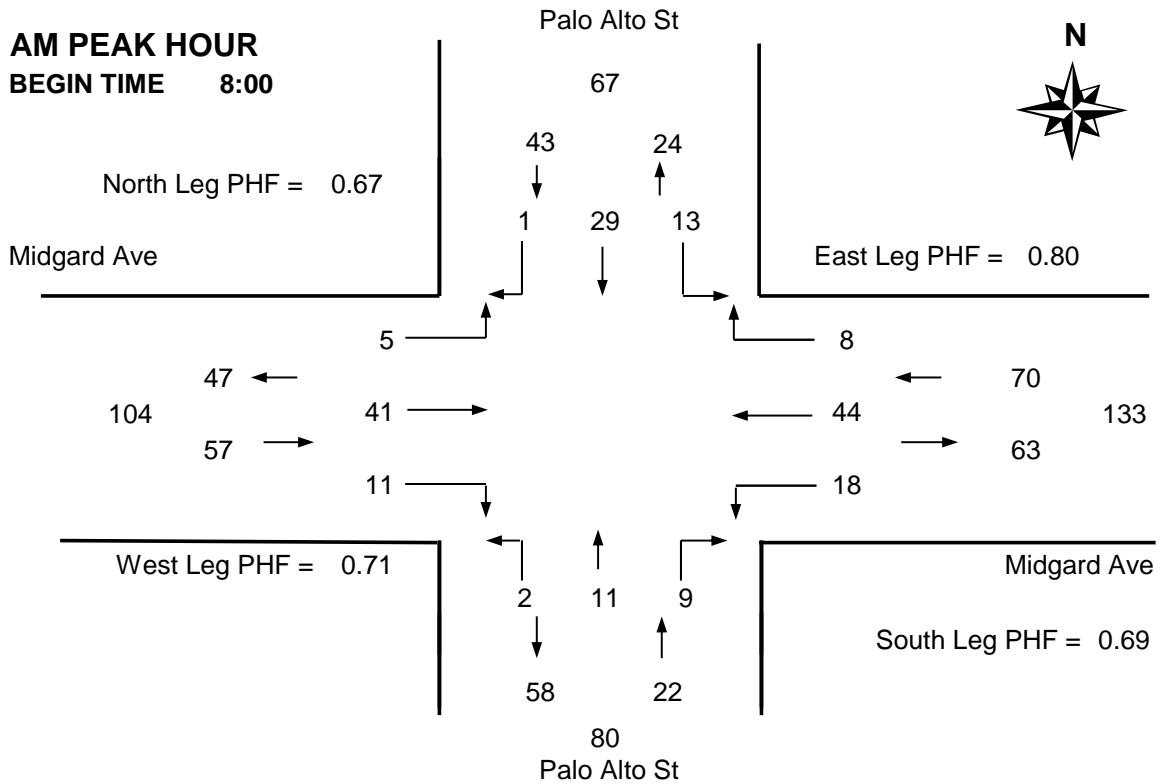 Palo Alto St
AM PEAK HOUR
N
BEGIN TIME 8:00
67
43 24
North Leg PHF = 0.67
1 29 13
Midgard Ave
East Leg PHF = 0.80
5 8
47 70
104 41 44 133
57 63
11 18
West Leg PHF = 0.71
Midgard Ave
2 11 9
South Leg PHF = 0.69
58 22
80
Palo Alto St